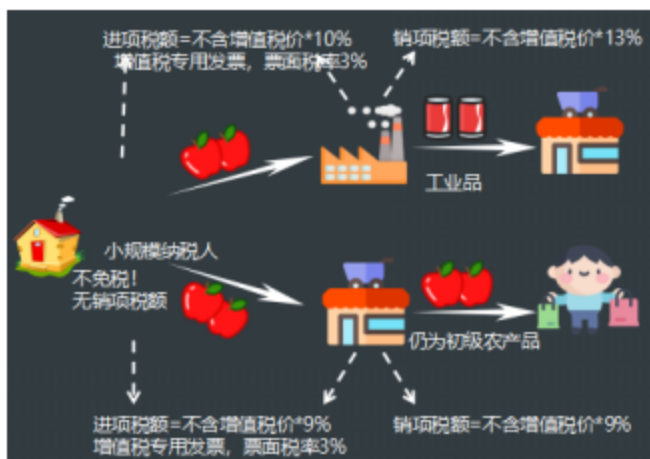 进项税额=不含增值税价*10%
增值税专用发票，票面税率3%
销项税额=不含增值税价*13%
工业品
小规模纳税人
不免税！
无销项税额
仍为初级农产品
进项税额=不含增值税价*9%
增值税专用发票，票面税率3%
销项税额=不含增值税价*9%